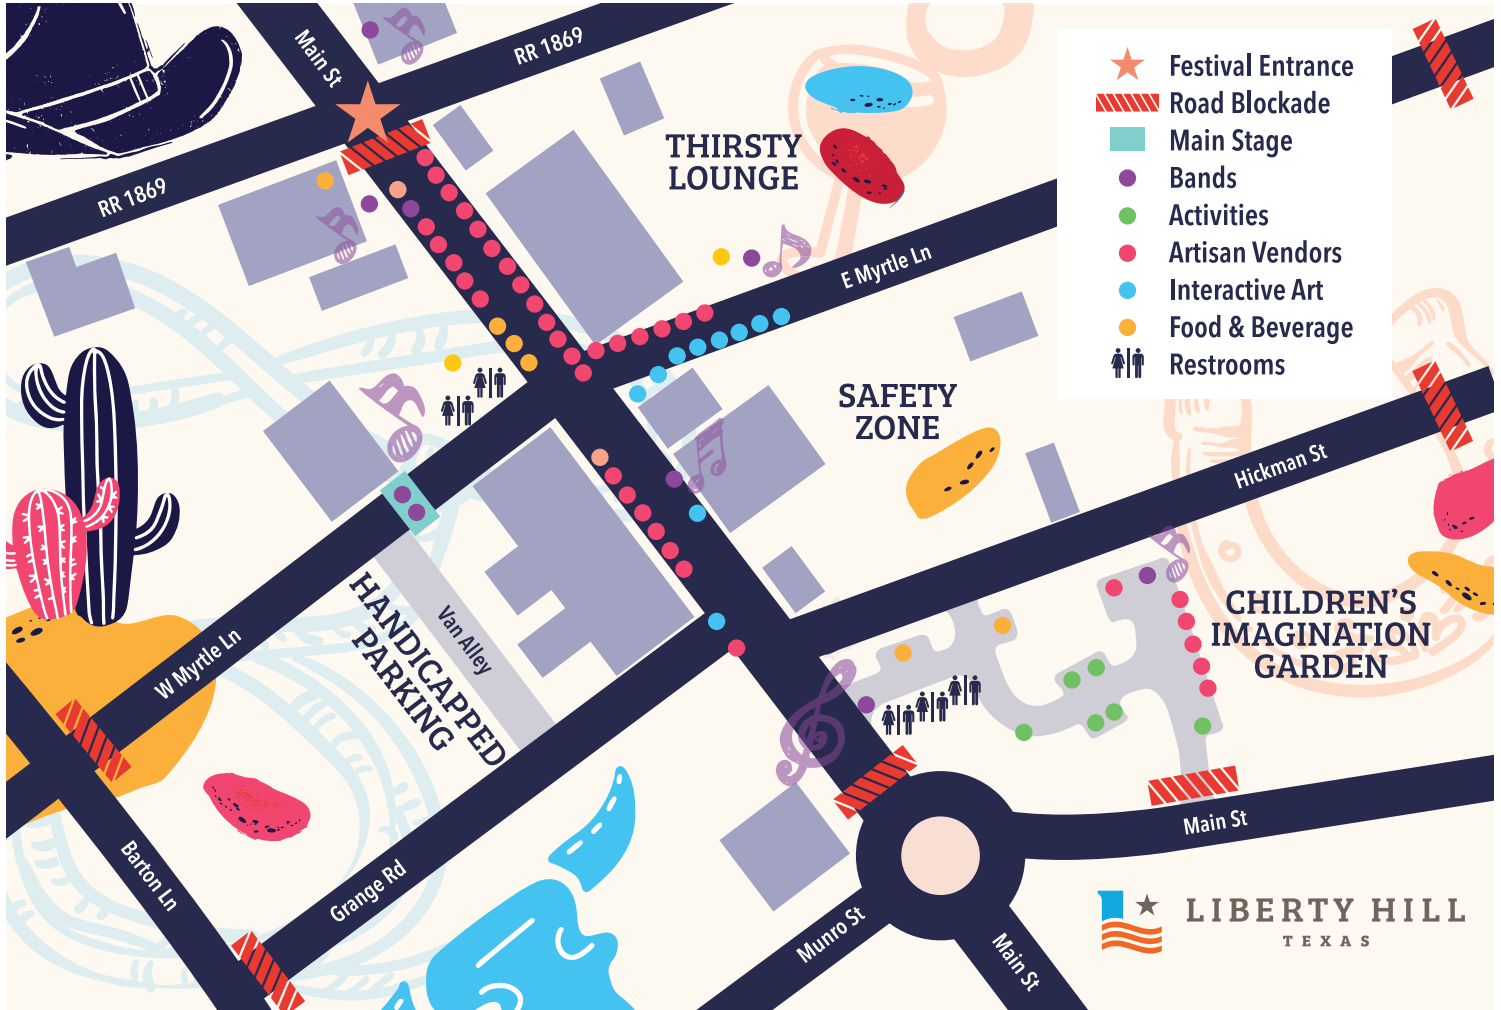 Main St
RR 1869
RR 1869
THIRSTY
LOUNGE
E Myrtle Ln
Festival Entrance
Road Blockade
Main Stage
Bands
Activities
Artisan Vendors
Interactive Art
Food & Beverage
Restrooms
SAFETY
ZONE
Hickman St
CHILDREN'S
IMAGINATION
GARDEN
HANDICAPPED
PARKING
Van Alley
W Myrtle Ln
Barton Ln
Grange Rd
Munro St
Main St
Main St
LIBERTY HILL
TEXAS